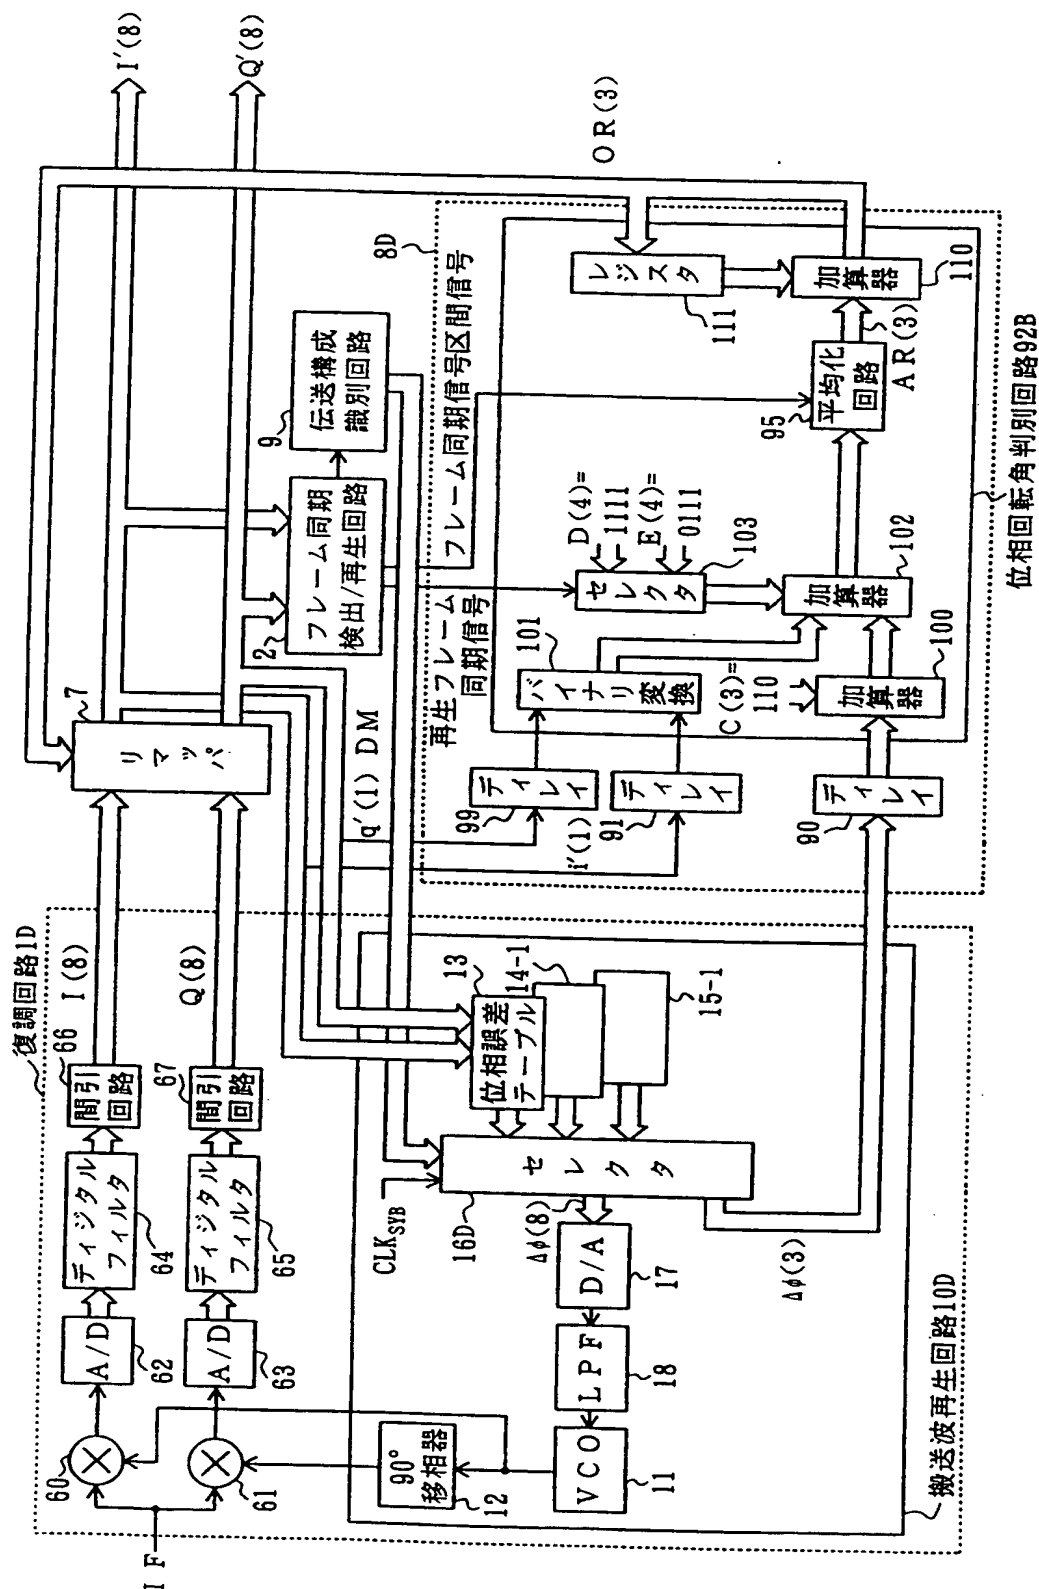 復調回路1D
IF
60
61
A/D
62
A/D
63
ディジタル
フィルタ
64
ディジタル
フィルタ
65
66
間引
回路
67
間引
回路
I(8)
Q(8)
7
リマッパ
I'(8)
Q'(8)
搬送波再生回路10D
90°
移相器
12
VCO
11
LPF
18
D/A
17
Δφ(8)
Δφ(3)
CLKSYB
16D
セレクタ
13
位相誤差
テーブル
14-1
15-1
2
フレーム同期
検出/再生回路
9
伝送構成
識別回路
DM
q'(1)
i'(1)
再生フレーム
同期信号
フレーム同期信号区間信号
8D
OR(3)
99
ディレイ
91
ディレイ
90
ディレイ
101
バイナリ
変換
C(3)=
110
加算器
100
D(4)=
1111
E(4)=
0111
セレクタ
103
加算器
102
95
平均化
回路
AR(3)
レジスタ
111
加算器
110
位相回転角判別回路92B